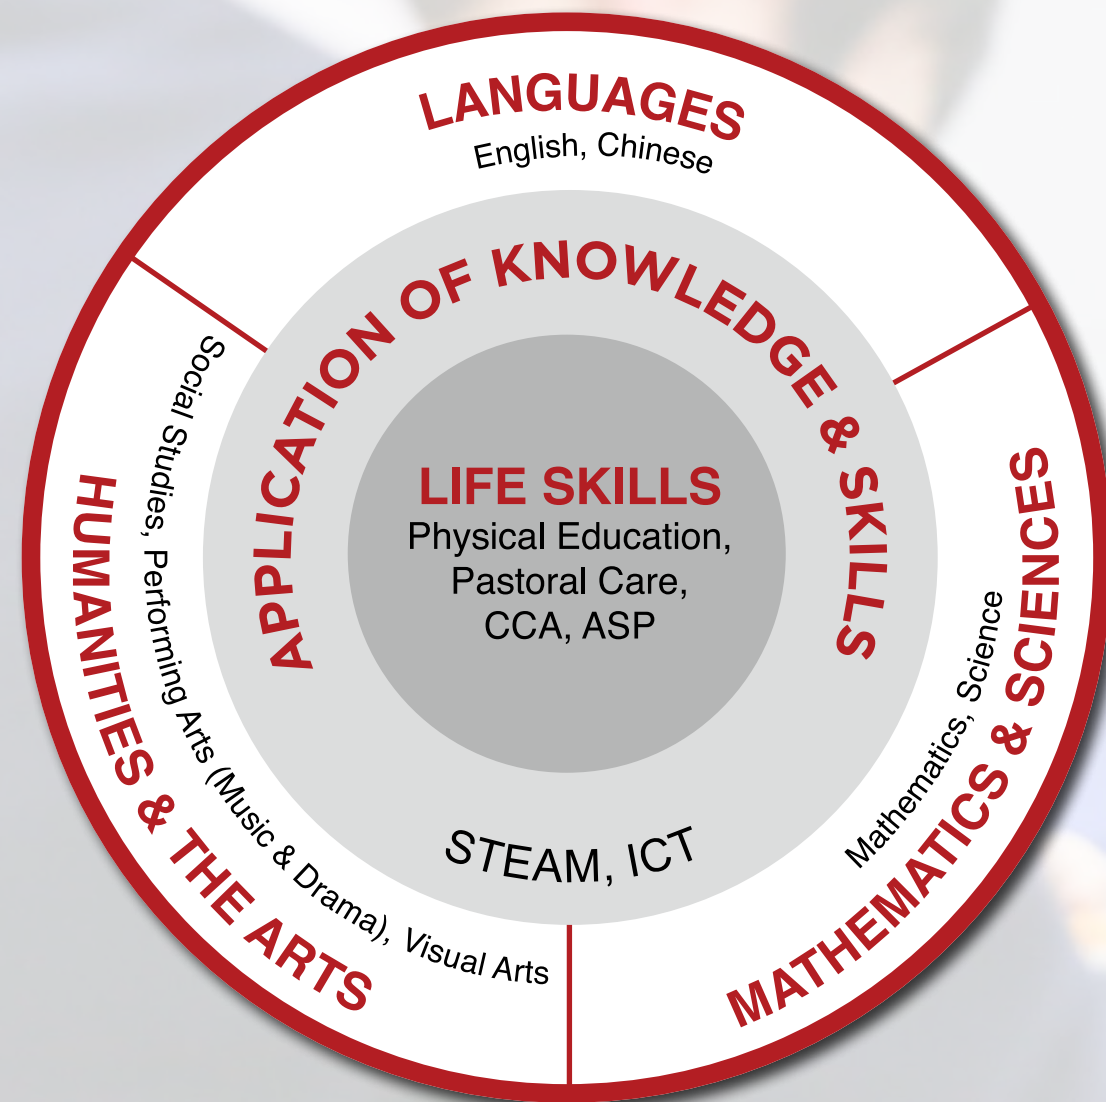 LANGUAGES
English, Chinese
APPLICATION OF KNOWLEDGE & SKILLS
STEAM, ICT
LIFE SKILLS
Physical Education,
Pastoral Care,
CCA, ASP
HUMANITIES & THE ARTS
Social Studies, Performing Arts (Music & Drama), Visual Arts
MATHEMATICS & SCIENCES
Mathematics, Science